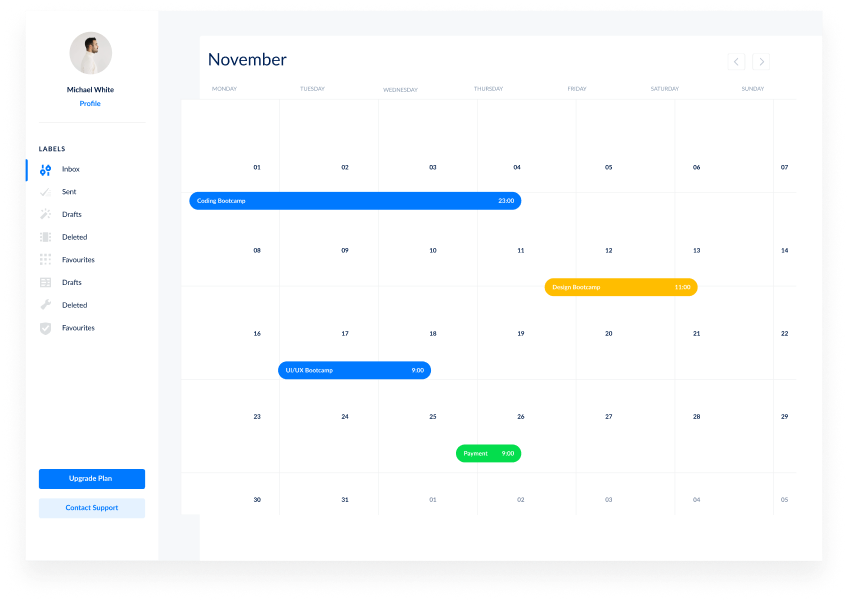 Michael White
Profile
LABELS
Inbox
Sent
Drafts
Deleted
Favourites
Drafts
Deleted
Favourites
Upgrade Plan
Contact Support
November
MONDAY TUESDAY WEDNESDAY THURSDAY FRIDAY SATURDAY SUNDAY
01 02 03 04 05 06 07
Coding Bootcamp 23:00
08 09 10 11 12 13 14
Design Bootcamp 11:00
16 17 18 19 20 21 22
UI/UX Bootcamp 9:00
23 24 25 26 27 28 29
Payment 9:00
30 31 01 02 03 04 05